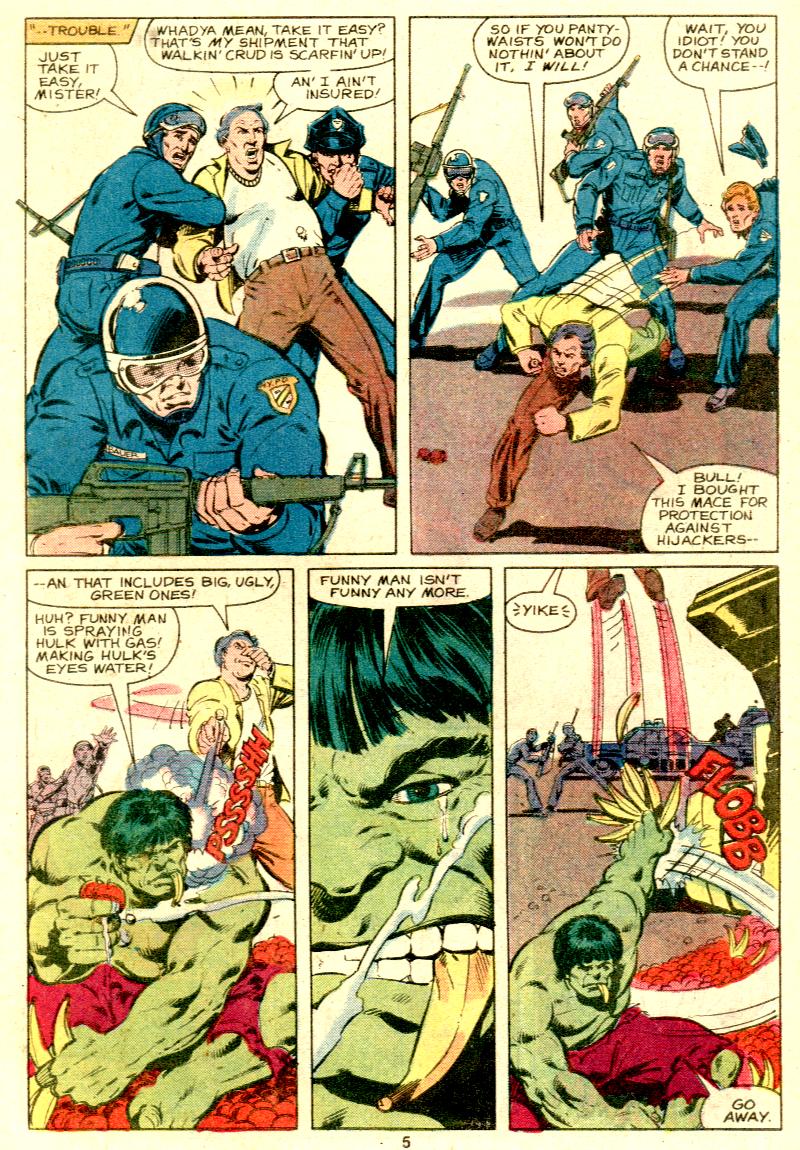 "--TROUBLE."
JUST
TAKE IT
EASY,
MISTER!
WHADYA MEAN, TAKE IT EASY?
THAT'S MY SHIPMENT THAT
WALKIN' CRUD IS SCARFIN' UP!
AN' I AIN'T
INSURED!
N.Y.P.D.
SAUER
SO IF YOU PANTY-
WAISTS WON'T DO
NOTHIN' ABOUT
IT, I WILL!
WAIT, YOU
IDIOT! YOU
DON'T STAND
A CHANCE--!
BULL!
I BOUGHT
THIS MACE FOR
PROTECTION
AGAINST
HIJACKERS--
--AN THAT INCLUDES BIG, UGLY,
GREEN ONES!
HUH? FUNNY MAN
IS SPRAYING
HULK WITH GAS!
MAKING HULK'S
EYES WATER!
PSSSSSHH
FUNNY MAN ISN'T
FUNNY ANY MORE.
YIKE
FLOBB
GO
AWAY.
5